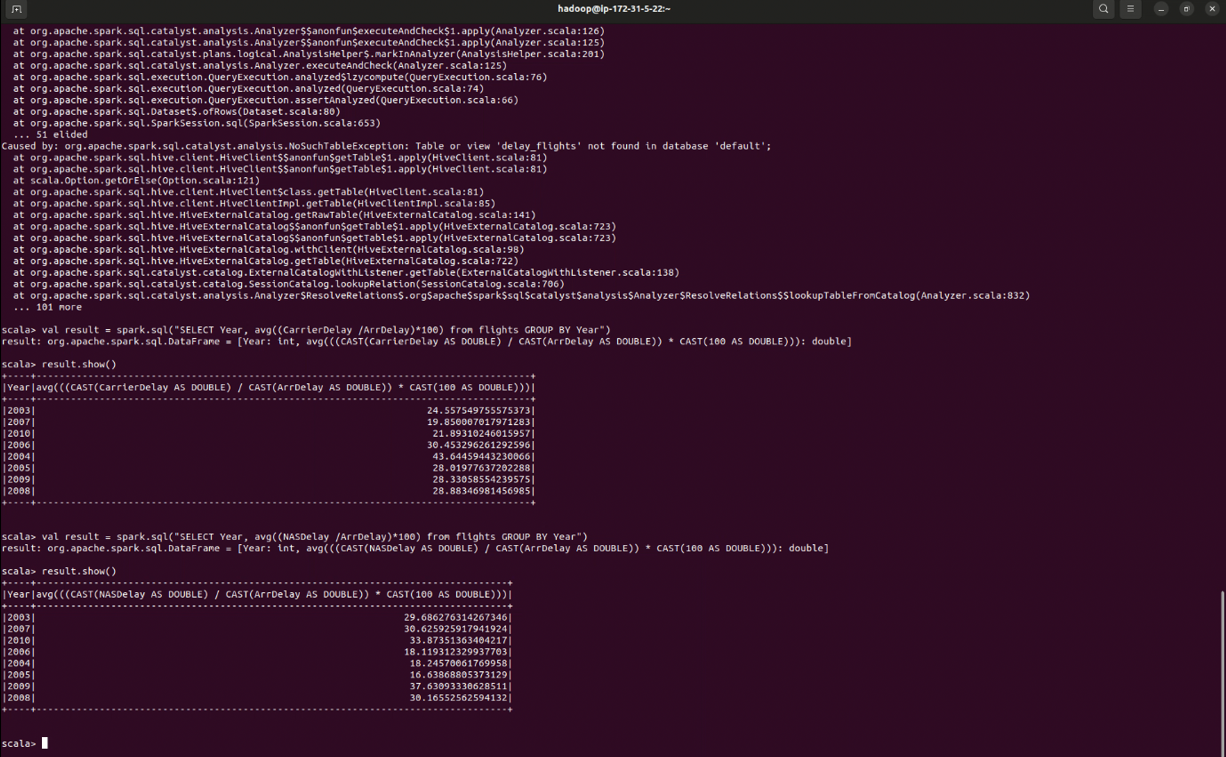 hadoop@ip-172-31-5-22:~
at org.apache.spark.sql.catalyst.analysis.Analyzer$$anonfun$executeAndCheck$1.apply(Analyzer.scala:126)
at org.apache.spark.sql.catalyst.analysis.Analyzer$$anonfun$executeAndCheck$1.apply(Analyzer.scala:125)
at org.apache.spark.sql.catalyst.plans.logical.AnalysisHelper$.markInAnalyzer(AnalysisHelper.scala:201)
at org.apache.spark.sql.catalyst.analysis.Analyzer.executeAndCheck(Analyzer.scala:125)
at org.apache.spark.sql.execution.QueryExecution.analyzed$lzycompute(QueryExecution.scala:76)
at org.apache.spark.sql.execution.QueryExecution.analyzed(QueryExecution.scala:74)
at org.apache.spark.sql.execution.QueryExecution.assertAnalyzed(QueryExecution.scala:66)
at org.apache.spark.sql.Dataset$.ofRows(Dataset.scala:80)
at org.apache.spark.sql.SparkSession.sql(SparkSession.scala:653)
... 51 elided
Caused by: org.apache.spark.sql.catalyst.analysis.NoSuchTableException: Table or view 'delay_flights' not found in database 'default';
at org.apache.spark.sql.hive.client.HiveClient$$anonfun$getTable$1.apply(HiveClient.scala:81)
at org.apache.spark.sql.hive.client.HiveClient$$anonfun$getTable$1.apply(HiveClient.scala:81)
at scala.Option.getOrElse(Option.scala:121)
at org.apache.spark.sql.hive.client.HiveClient$class.getTable(HiveClient.scala:81)
at org.apache.spark.sql.hive.client.HiveClientImpl.getTable(HiveClientImpl.scala:85)
at org.apache.spark.sql.hive.HiveExternalCatalog.getRawTable(HiveExternalCatalog.scala:141)
at org.apache.spark.sql.hive.HiveExternalCatalog$$anonfun$getTable$1.apply(HiveExternalCatalog.scala:723)
at org.apache.spark.sql.hive.HiveExternalCatalog$$anonfun$getTable$1.apply(HiveExternalCatalog.scala:723)
at org.apache.spark.sql.hive.HiveExternalCatalog.withClient(HiveExternalCatalog.scala:98)
at org.apache.spark.sql.hive.HiveExternalCatalog.getTable(HiveExternalCatalog.scala:722)
at org.apache.spark.sql.catalyst.catalog.ExternalCatalogWithListener.getTable(ExternalCatalogWithListener.scala:138)
at org.apache.spark.sql.catalyst.catalog.SessionCatalog.lookupRelation(SessionCatalog.scala:706)
at org.apache.spark.sql.catalyst.analysis.Analyzer$ResolveRelations$.org$apache$spark$sql$catalyst$analysis$Analyzer$ResolveRelations$$lookupTableFromCatalog(Analyzer.scala:832)
... 101 more
scala> val result = spark.sql("SELECT Year, avg((CarrierDelay /ArrDelay)*100) from flights GROUP BY Year")
result: org.apache.spark.sql.DataFrame = [Year: int, avg(((CAST(CarrierDelay AS DOUBLE) / CAST(ArrDelay AS DOUBLE)) * CAST(100 AS DOUBLE))): double]
scala> result.show()
+----+--------------------------------------------------------------------------------------+
|Year|avg(((CAST(CarrierDelay AS DOUBLE) / CAST(ArrDelay AS DOUBLE)) * CAST(100 AS DOUBLE)))|
+----+--------------------------------------------------------------------------------------+
|2003| 24.557549755575373|
|2007| 19.850007017971283|
|2010| 21.89310246015957|
|2006| 30.453296261292596|
|2004| 43.64459443230066|
|2005| 28.01977637202288|
|2009| 28.33058554239575|
|2008| 28.88346981456985|
+----+--------------------------------------------------------------------------------------+
scala> val result = spark.sql("SELECT Year, avg((NASDelay /ArrDelay)*100) from flights GROUP BY Year")
result: org.apache.spark.sql.DataFrame = [Year: int, avg(((CAST(NASDelay AS DOUBLE) / CAST(ArrDelay AS DOUBLE)) * CAST(100 AS DOUBLE))): double]
scala> result.show()
+----+----------------------------------------------------------------------------------+
|Year|avg(((CAST(NASDelay AS DOUBLE) / CAST(ArrDelay AS DOUBLE)) * CAST(100 AS DOUBLE)))|
+----+----------------------------------------------------------------------------------+
|2003| 29.686276314267346|
|2007| 30.625925917941924|
|2010| 33.87351363404217|
|2006| 18.119312329937703|
|2004| 18.24570061769958|
|2005| 16.63868805373129|
|2009| 37.63093330628511|
|2008| 30.16552562594132|
+----+----------------------------------------------------------------------------------+
scala>